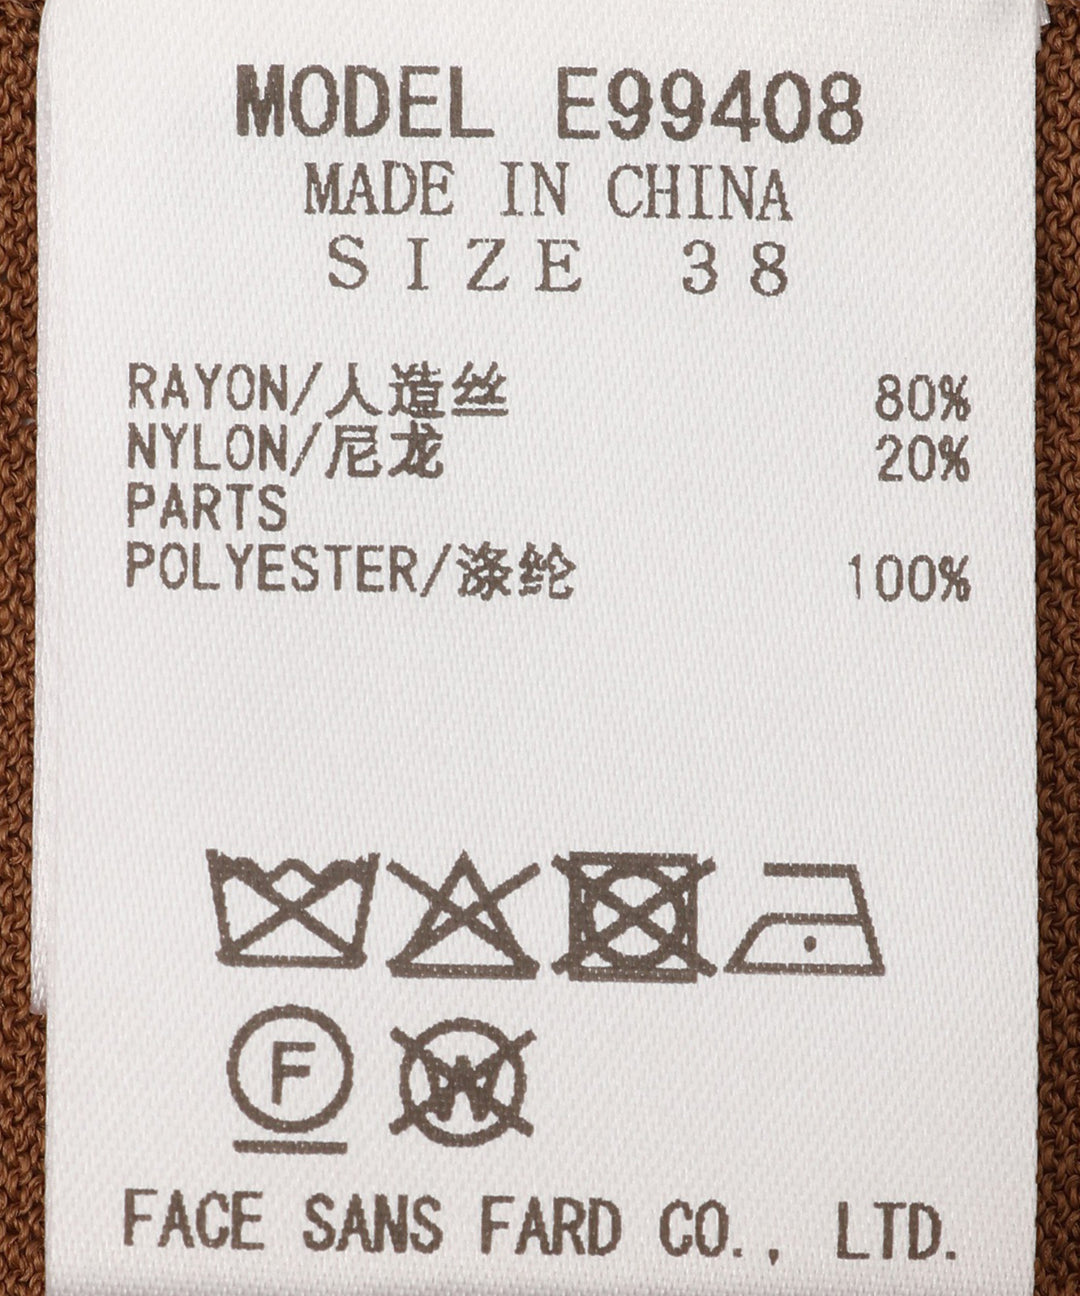 MODEL E99408
MADE IN CHINA
SIZE 38
RAYON/人造丝 80%
NYLON/尼龙 20%
PARTS
POLYESTER/涤纶 100%
F W
FACE SANS FARD CO., LTD.